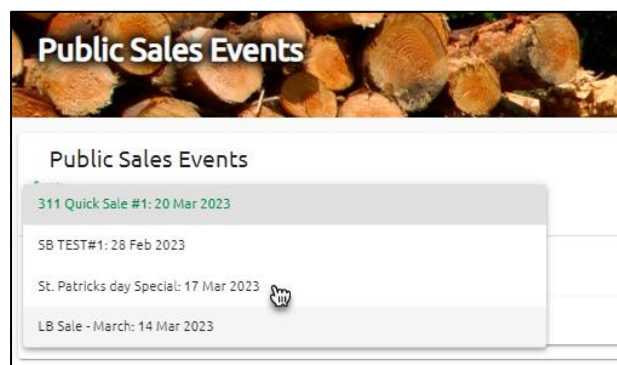 Public Sales Events
Public Sales Events
311 Quick Sale #1: 20 Mar 2023
SB TEST#1: 28 Feb 2023
St. Patricks day Special: 17 Mar 2023
LB Sale - March: 14 Mar 2023